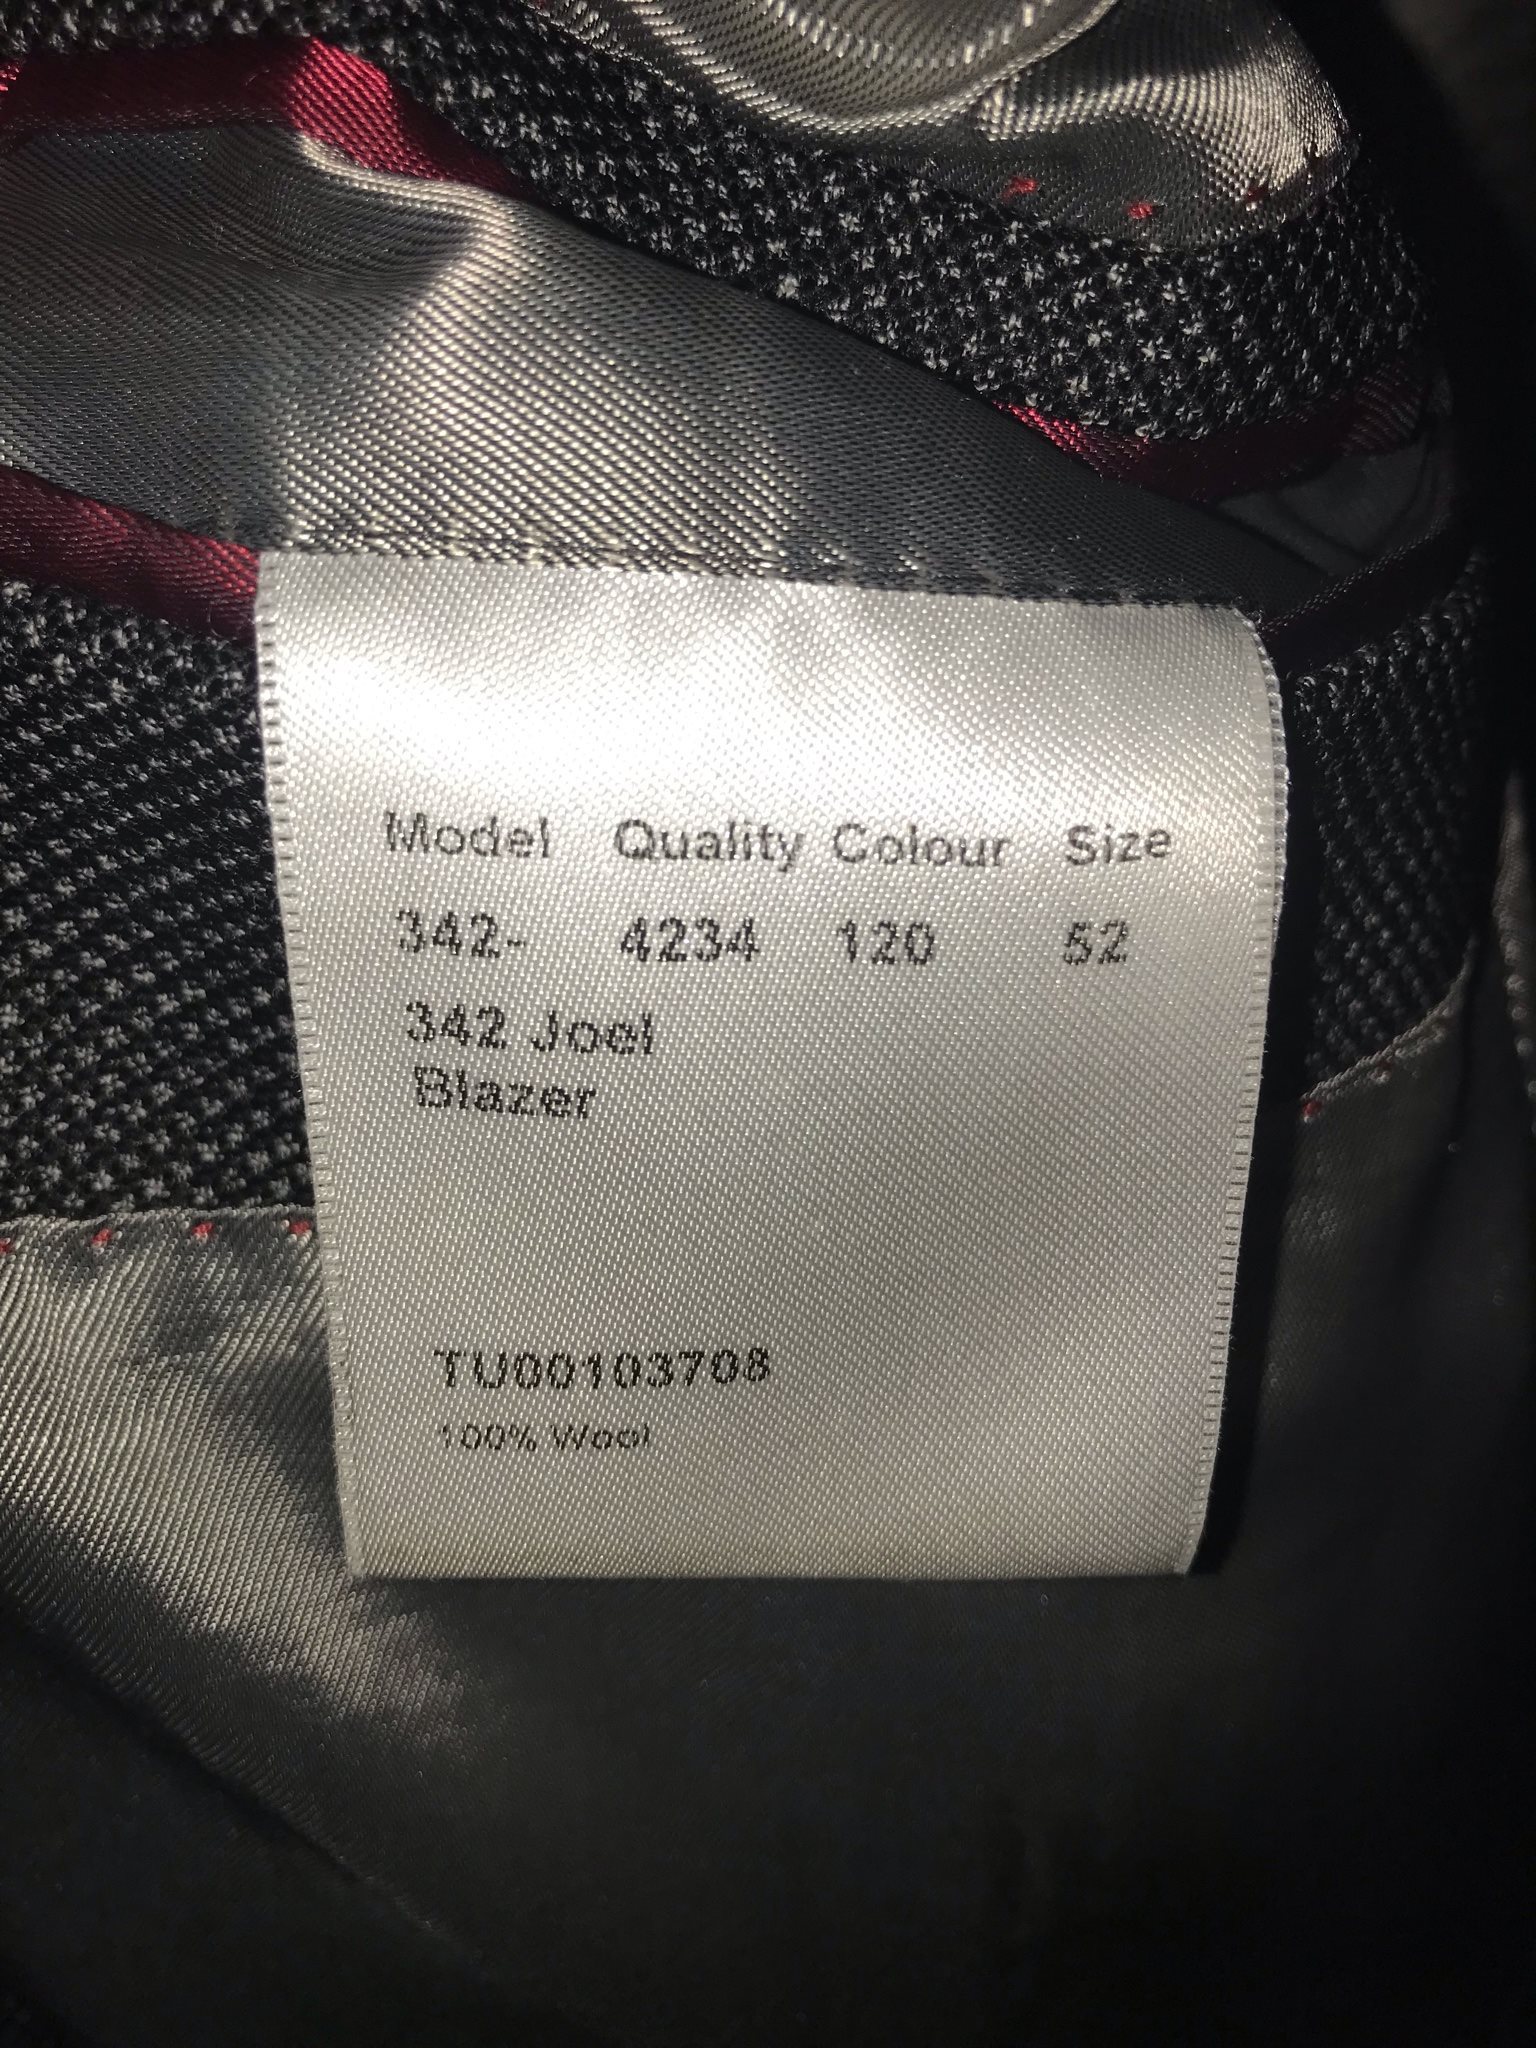 Model Quality Colour Size
342- 4234 120 52
342 Joel
Blazer
TU00103708
100% Wool